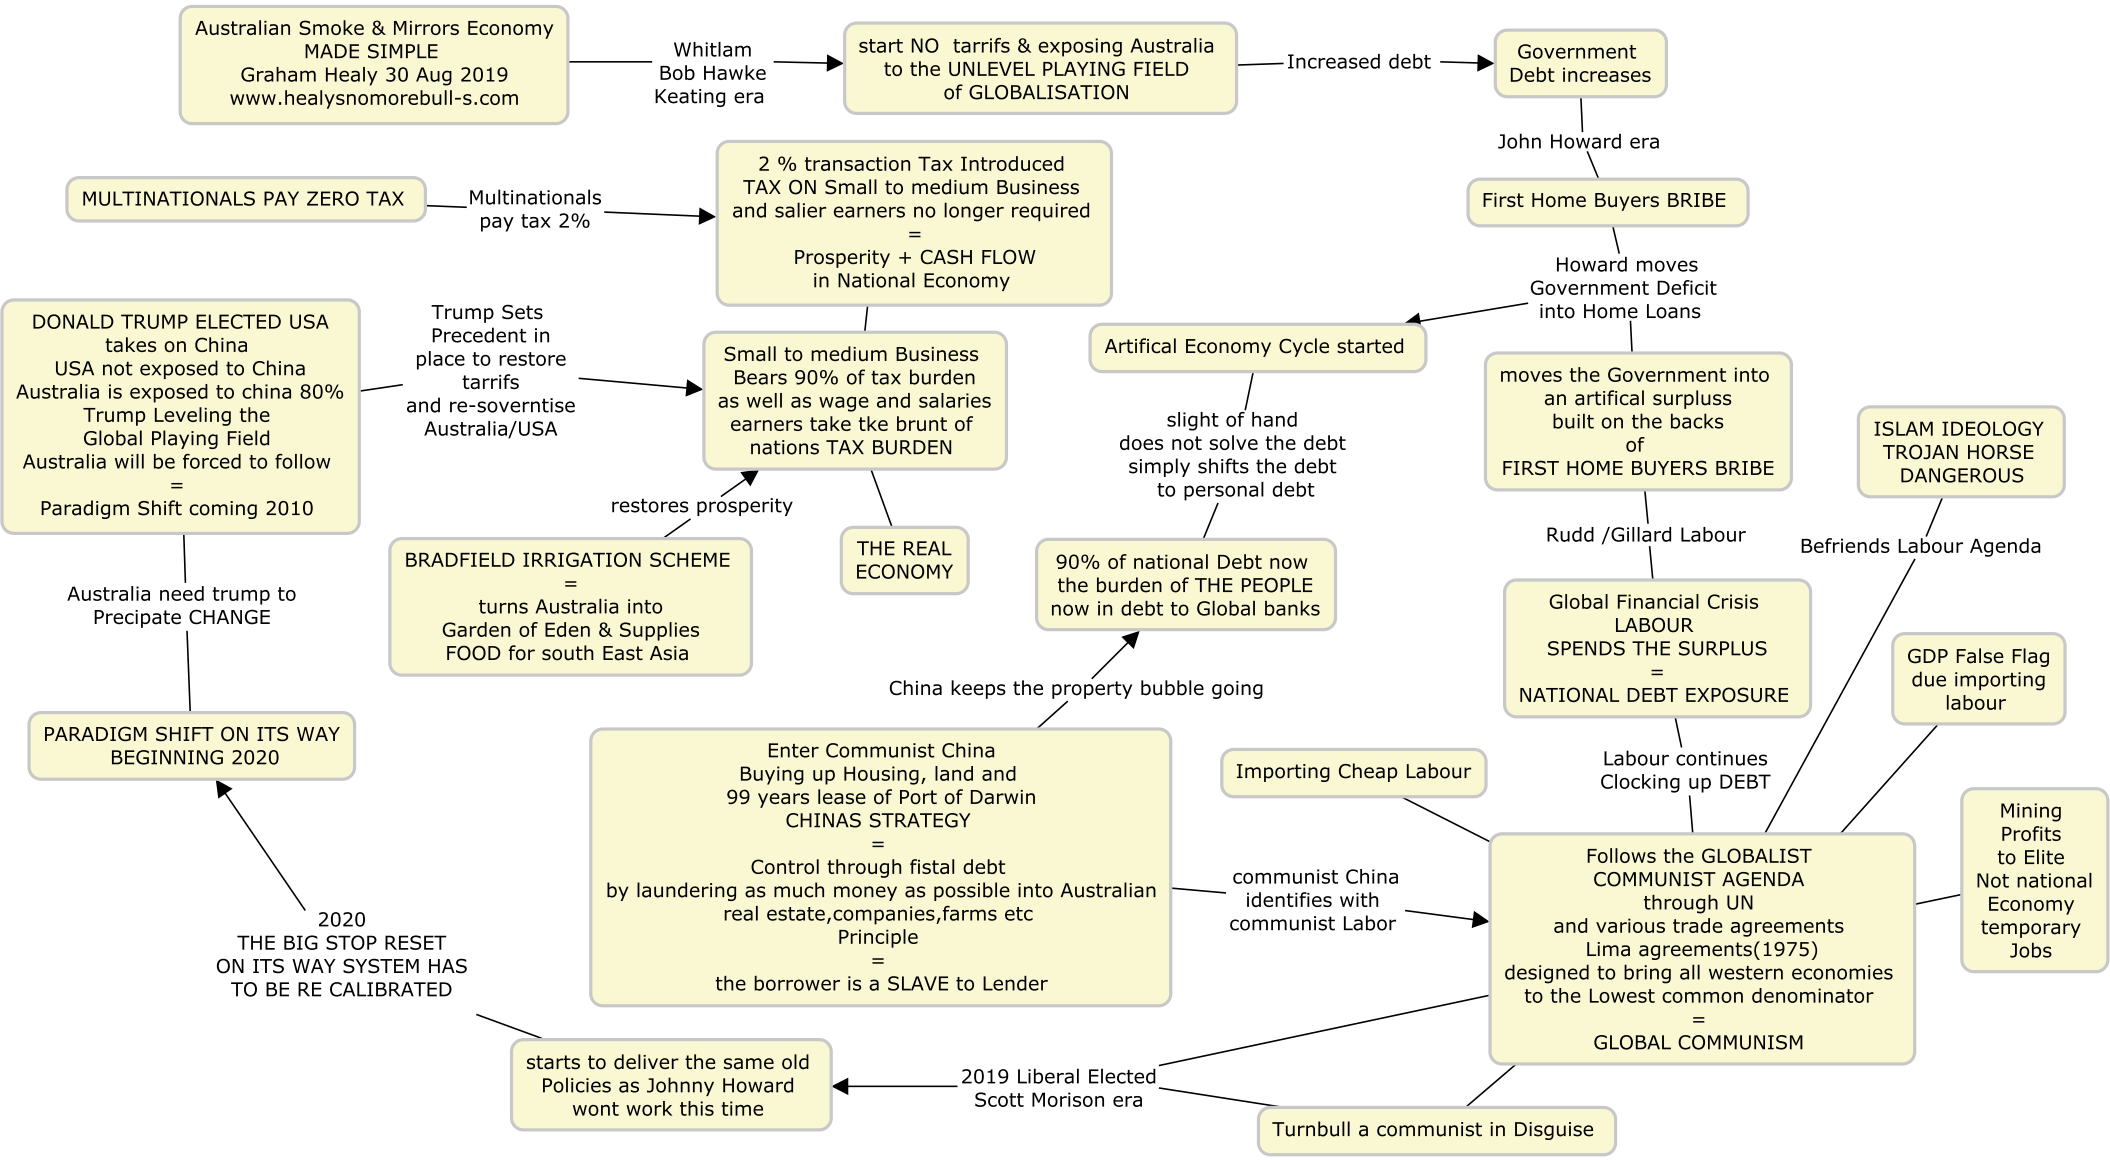 Australian Smoke & Mirrors Economy
MADE SIMPLE
Graham Healy 30 Aug 2019
www.healysnomorebull-s.com
Whitlam
Bob Hawke
Keating era
start NO  tarrifs & exposing Australia
to the UNLEVEL PLAYING FIELD
of GLOBALISATION
Increased debt
Government
Debt increases
John Howard era
First Home Buyers BRIBE
Howard moves
Government Deficit
into Home Loans
MULTINATIONALS PAY ZERO TAX
Multinationals
pay tax 2%
2 % transaction Tax Introduced
TAX ON Small to medium Business
and salier earners no longer required
=
Prosperity + CASH FLOW
in National Economy
DONALD TRUMP ELECTED USA
takes on China
USA not exposed to China
Australia is exposed to china 80%
Trump Leveling the
Global Playing Field
Australia will be forced to follow
=
Paradigm Shift coming 2010
Trump Sets
Precedent in
place to restore
tarrifs
and re-soverntise
Australia/USA
Small to medium Business
Bears 90% of tax burden
as well as wage and salaries
earners take tke brunt of
nations TAX BURDEN
Artifical Economy Cycle started
slight of hand
does not solve the debt
simply shifts the debt
to personal debt
moves the Government into
an artifical surpluss
built on the backs
of
FIRST HOME BUYERS BRIBE
ISLAM IDEOLOGY
TROJAN HORSE
DANGEROUS
restores prosperity
BRADFIELD IRRIGATION SCHEME
=
turns Australia into
Garden of Eden & Supplies
FOOD for south East Asia
THE REAL
ECONOMY
90% of national Debt now
the burden of THE PEOPLE
now in debt to Global banks
Rudd /Gillard Labour
Befriends Labour Agenda
Global Financial Crisis
LABOUR
SPENDS THE SURPLUS
=
NATIONAL DEBT EXPOSURE
GDP False Flag
due importing
labour
Australia need trump to
Precipate CHANGE
PARADIGM SHIFT ON ITS WAY
BEGINNING 2020
China keeps the property bubble going
Enter Communist China
Buying up Housing, land and
99 years lease of Port of Darwin
CHINAS STRATEGY
=
Control through fistal debt
by laundering as much money as possible into Australian
real estate,companies,farms etc
Principle
=
the borrower is a SLAVE to Lender
Importing Cheap Labour
Labour continues
Clocking up DEBT
communist China
identifies with
communist Labor
Follows the GLOBALIST
COMMUNIST AGENDA
through UN
and various trade agreements
Lima agreements(1975)
designed to bring all western economies
to the Lowest common denominator
=
GLOBAL COMMUNISM
Mining
Profits
to Elite
Not national
Economy
temporary
Jobs
2020
THE BIG STOP RESET
ON ITS WAY SYSTEM HAS
TO BE RE CALIBRATED
starts to deliver the same old
Policies as Johnny Howard
wont work this time
2019 Liberal Elected
Scott Morison era
Turnbull a communist in Disguise